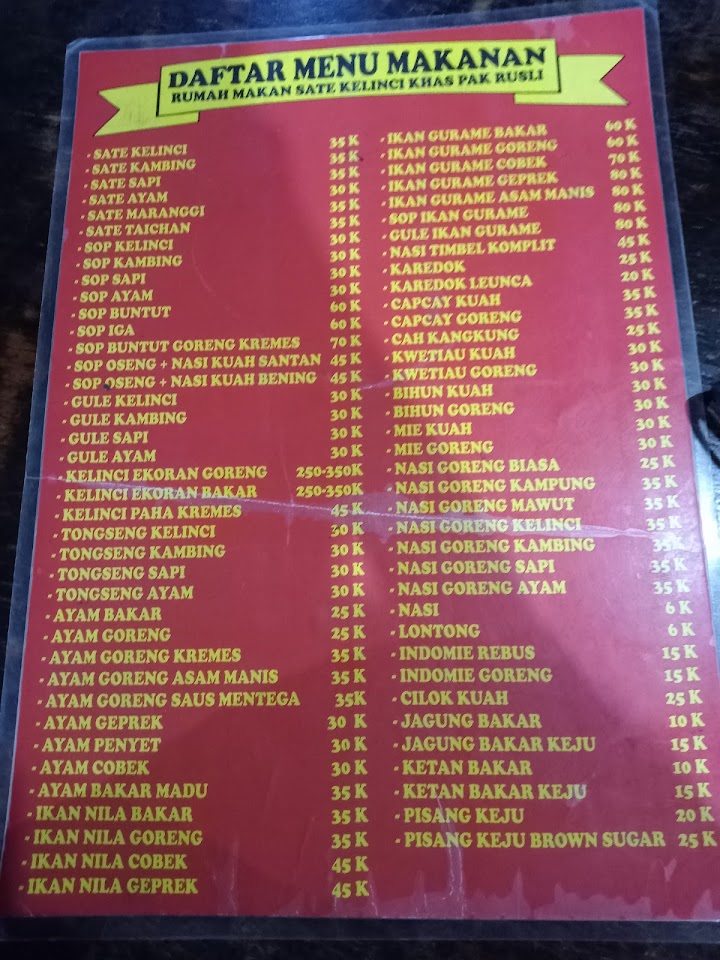 DAFTAR MENU MAKANAN
RUMAH MAKAN SATE KELINCI KHAS PAK RUSLI
- SATE KELINCI 35 K
- SATE KAMBING 35 K
- SATE SAPI 35 K
- SATE AYAM 30 K
- SATE MARANGGI 35 K
- SATE TAICHAN 35 K
- SOP KELINCI 30 K
- SOP KAMBING 30 K
- SOP SAPI 30 K
- SOP AYAM 30 K
- SOP BUNTUT 60 K
- SOP IGA 60 K
- SOP BUNTUT GORENG KREMES 70 K
- SOP OSENG + NASI KUAH SANTAN 45 K
- SOP OSENG + NASI KUAH BENING 45 K
- GULE KELINCI 30 K
- GULE KAMBING 30 K
- GULE SAPI 30 K
- GULE AYAM 30 K
- KELINCI EKORAN GORENG 250-350K
- KELINCI EKORAN BAKAR 250-350K
- KELINCI PAHA KREMES 45 K
- TONGSENG KELINCI 30 K
- TONGSENG KAMBING 30 K
- TONGSENG SAPI 30 K
- TONGSENG AYAM 30 K
- AYAM BAKAR 25 K
- AYAM GORENG 25 K
- AYAM GORENG KREMES 35 K
- AYAM GORENG ASAM MANIS 35 K
- AYAM GORENG SAUS MENTEGA 35K
- AYAM GEPREK 30 K
- AYAM PENYET 30 K
- AYAM COBEK 30 K
- AYAM BAKAR MADU 35 K
- IKAN NILA BAKAR 35 K
- IKAN NILA GORENG 35 K
- IKAN NILA COBEK 45 K
- IKAN NILA GEPREK 45 K
- IKAN GURAME BAKAR 60 K
- IKAN GURAME GORENG 60 K
- IKAN GURAME COBEK 70 K
- IKAN GURAME GEPREK 80 K
- IKAN GURAME ASAM MANIS 80 K
- SOP IKAN GURAME 80 K
- GULE IKAN GURAME 80 K
- NASI TIMBEL KOMPLIT 45 K
- KAREDOK 25 K
- KAREDOK LEUNCA 20 K
- CAPCAY KUAH 35 K
- CAPCAY GORENG 35 K
- CAH KANGKUNG 25 K
- KWETIAU KUAH 30 K
- KWETIAU GORENG 30 K
- BIHUN KUAH 30 K
- BIHUN GORENG 30 K
- MIE KUAH 30 K
- MIE GORENG 30 K
- NASI GORENG BIASA 25 K
- NASI GORENG KAMPUNG 35 K
- NASI GORENG MAWUT 35 K
- NASI GORENG KELINCI 35 K
- NASI GORENG KAMBING 35K
- NASI GORENG SAPI 35 K
- NASI GORENG AYAM 35 K
- NASI 6 K
- LONTONG 6 K
- INDOMIE REBUS 15 K
- INDOMIE GORENG 15 K
- CILOK KUAH 25 K
- JAGUNG BAKAR 10 K
- JAGUNG BAKAR KEJU 15 K
- KETAN BAKAR 10 K
- KETAN BAKAR KEJU 15 K
- PISANG KEJU 20 K
- PISANG KEJU BROWN SUGAR 25 K